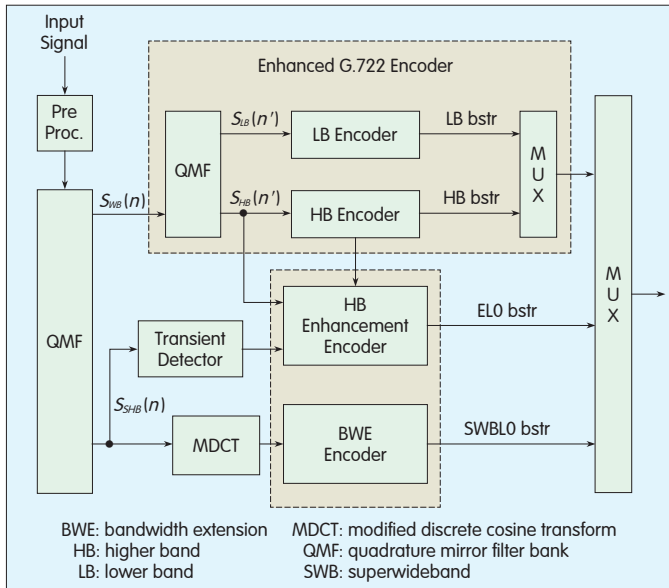 Input
Signal
Pre
Proc.
QMF
Enhanced G.722 Encoder
S_WB(n)
QMF
S_LB(n')
LB Encoder
LB bstr
S_HB(n')
HB Encoder
HB bstr
MUX
HB
Enhancement
Encoder
EL0 bstr
MUX
Transient
Detector
S_SHB(n)
MDCT
BWE
Encoder
SWBL0 bstr
BWE: bandwidth extension
MDCT: modified discrete cosine transform
HB: higher band
QMF: quadrature mirror filter bank
LB: lower band
SWB: superwideband